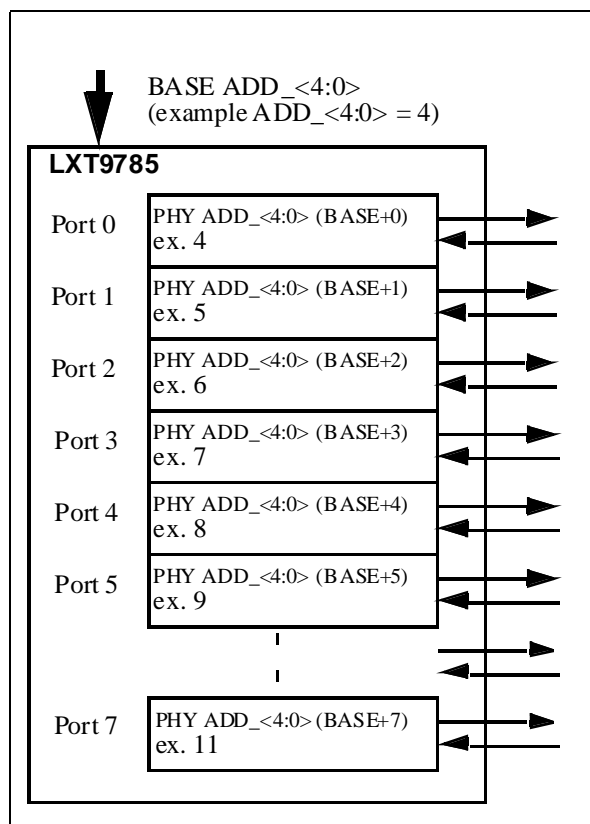 BASE ADD_<4:0>
(example ADD_<4:0> = 4)
LXT9785
Port 0
PHY ADD_<4:0> (BASE+0)
ex. 4
Port 1
PHY ADD_<4:0> (BASE+1)
ex. 5
Port 2
PHY ADD_<4:0> (BASE+2)
ex. 6
Port 3
PHY ADD_<4:0> (BASE+3)
ex. 7
Port 4
PHY ADD_<4:0> (BASE+4)
ex. 8
Port 5
PHY ADD_<4:0> (BASE+5)
ex. 9
Port 7
PHY ADD_<4:0> (BASE+7)
ex. 11